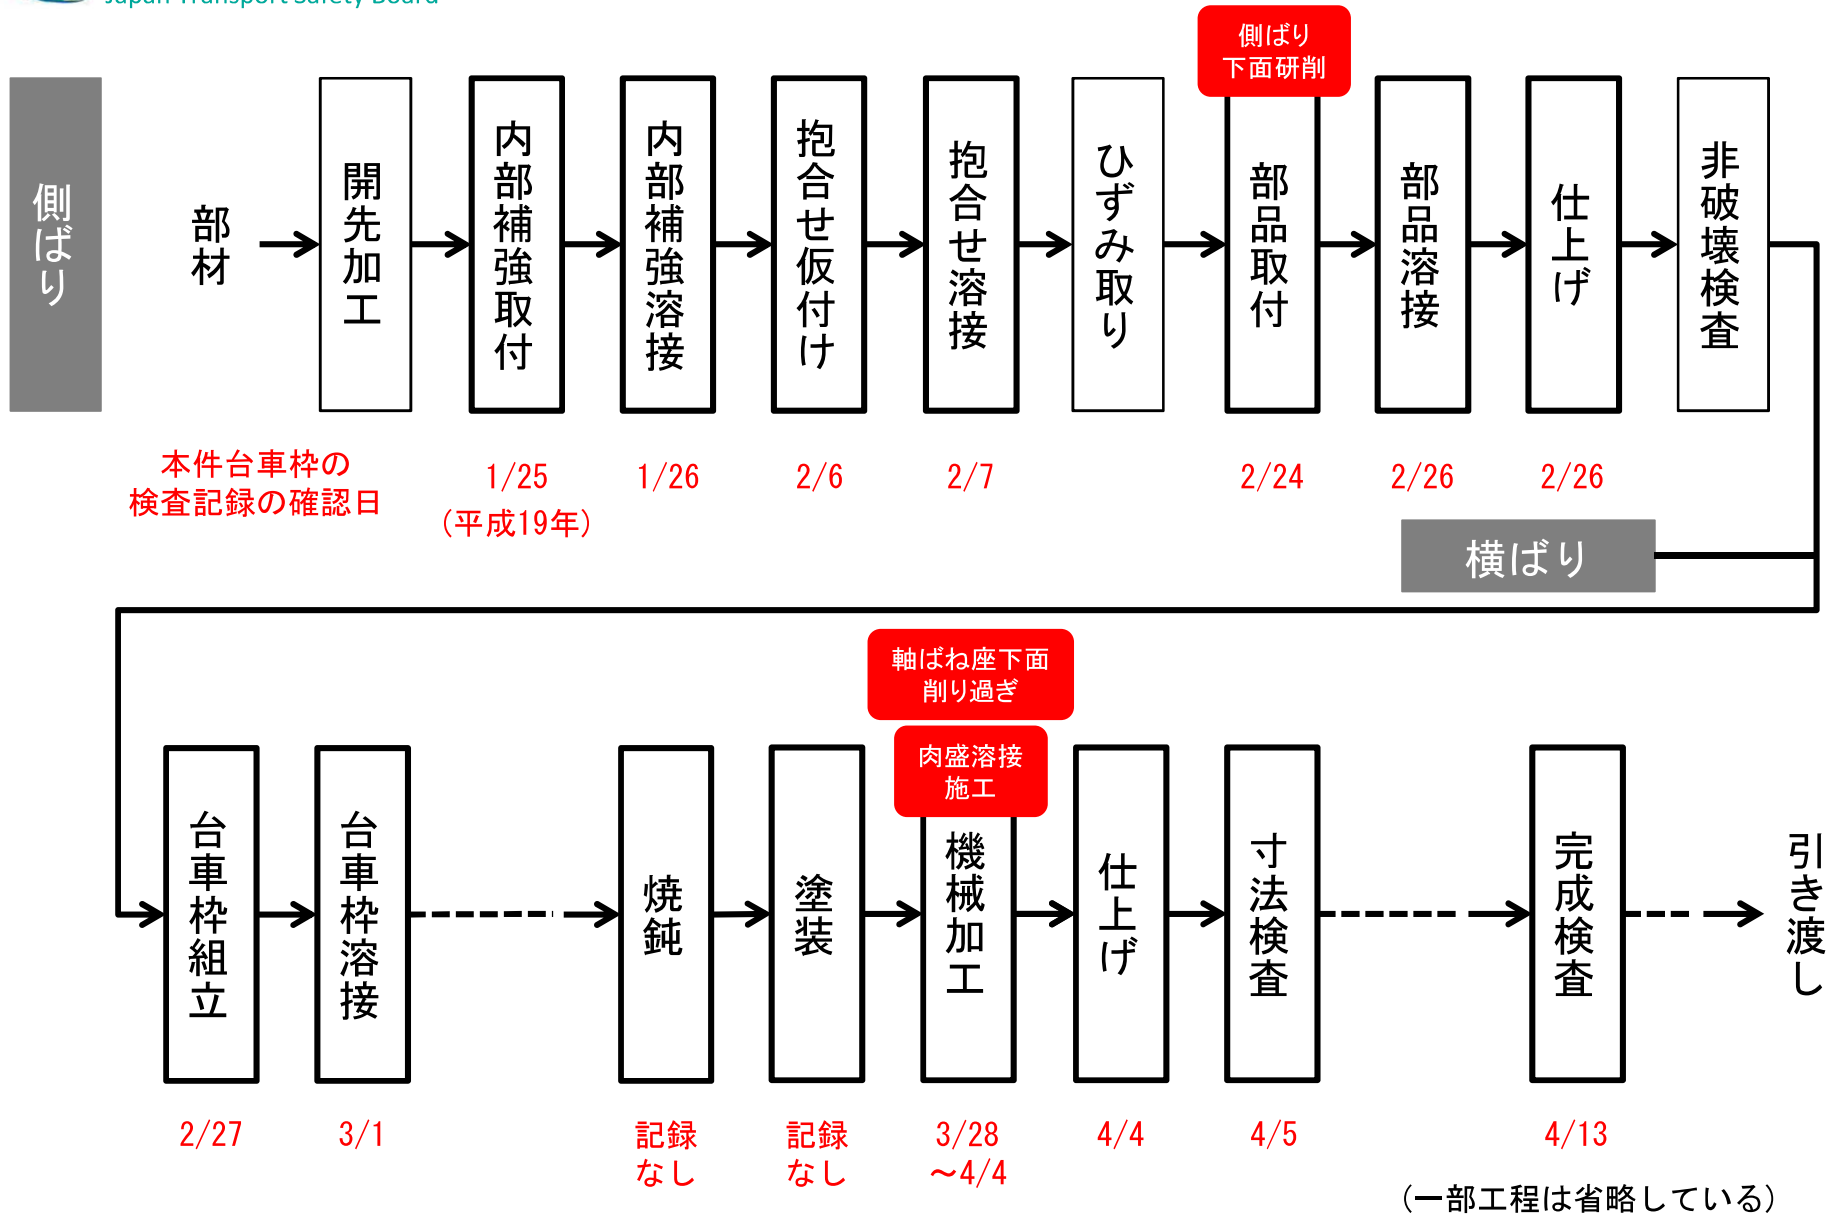 Japan Transport Safety Board
側ばり
下面研削
側ばり
部材
開先加工
内部補強取付
内部補強溶接
抱合せ仮付け
抱合せ溶接
ひずみ取り
部品取付
部品溶接
仕上げ
非破壊検査
本件台車枠の
検査記録の確認日
1/25
(平成19年)
1/26
2/6
2/7
2/24
2/26
2/26
横ばり
軸ばね座下面
削り過ぎ
肉盛溶接
施工
台車枠組立
台車枠溶接
焼鈍
塗装
機械加工
仕上げ
寸法検査
完成検査
引き渡し
2/27
3/1
記録
なし
記録
なし
3/28
～4/4
4/4
4/5
4/13
(一部工程は省略している)